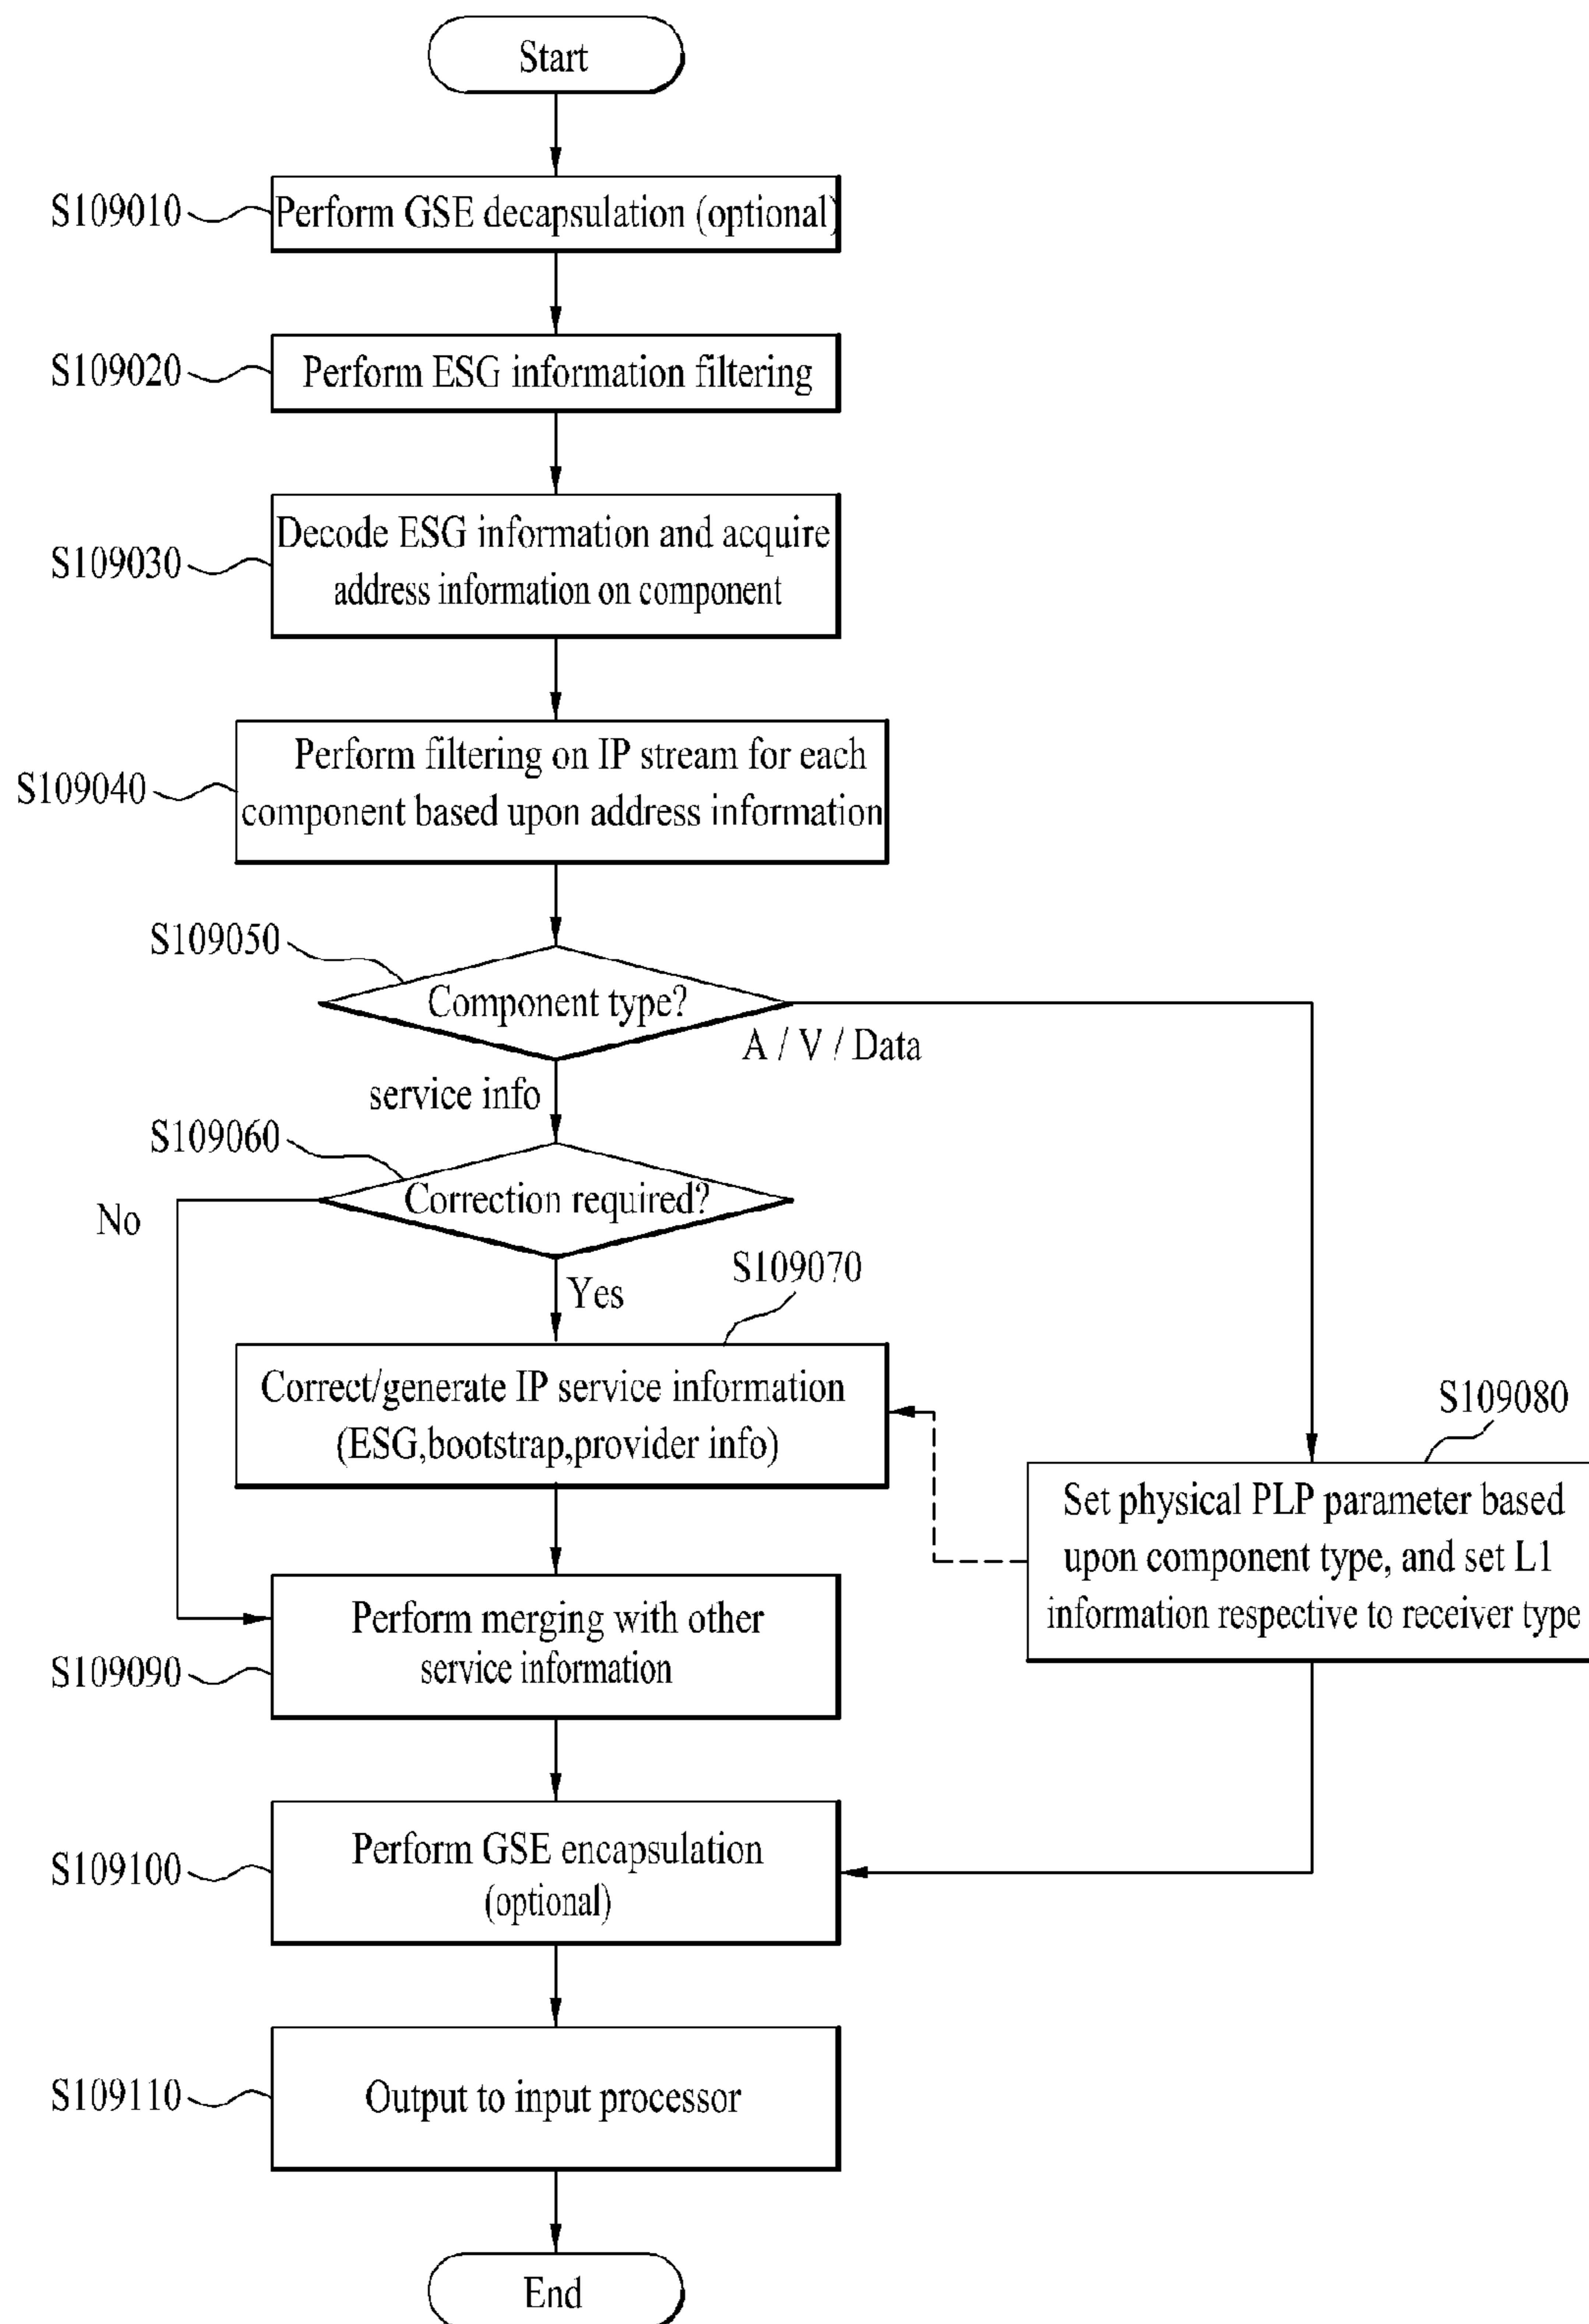 Start
S109010
Perform GSE decapsulation (optional)
S109020
Perform ESG information filtering
S109030
Decode ESG information and acquire
address information on component
S109040
Perform filtering on IP stream for each
component based upon address information
S109050
Component type?
A / V / Data
service info
S109060
Correction required?
No
Yes
S109070
Correct/generate IP service information
(ESG,bootstrap,provider info)
S109080
Set physical PLP parameter based
upon component type, and set L1
information respective to receiver type
S109090
Perform merging with other
service information
S109100
Perform GSE encapsulation
(optional)
S109110
Output to input processor
End